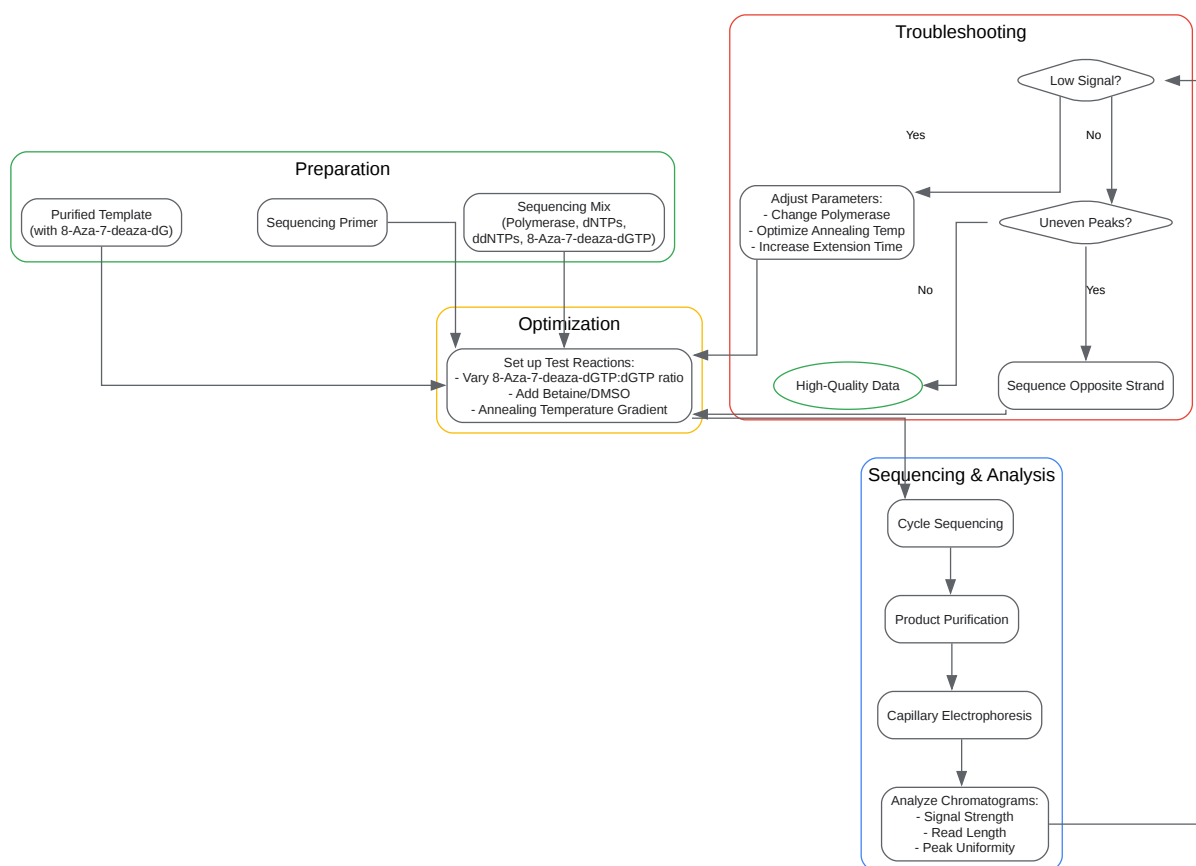 Troubleshooting
Low Signal?
Yes
No
Preparation
Purified Template
(with 8-Aza-7-deaza-dG)
Sequencing Primer
Sequencing Mix
(Polymerase, dNTPs,
ddNTPs, 8-Aza-7-deaza-dGTP)
Adjust Parameters:
- Change Polymerase
- Optimize Annealing Temp
- Increase Extension Time
Uneven Peaks?
No
Yes
Optimization
Set up Test Reactions:
- Vary 8-Aza-7-deaza-dGTP:dGTP ratio
- Add Betaine/DMSO
- Annealing Temperature Gradient
High-Quality Data
Sequence Opposite Strand
Sequencing & Analysis
Cycle Sequencing
Product Purification
Capillary Electrophoresis
Analyze Chromatograms:
- Signal Strength
- Read Length
- Peak Uniformity